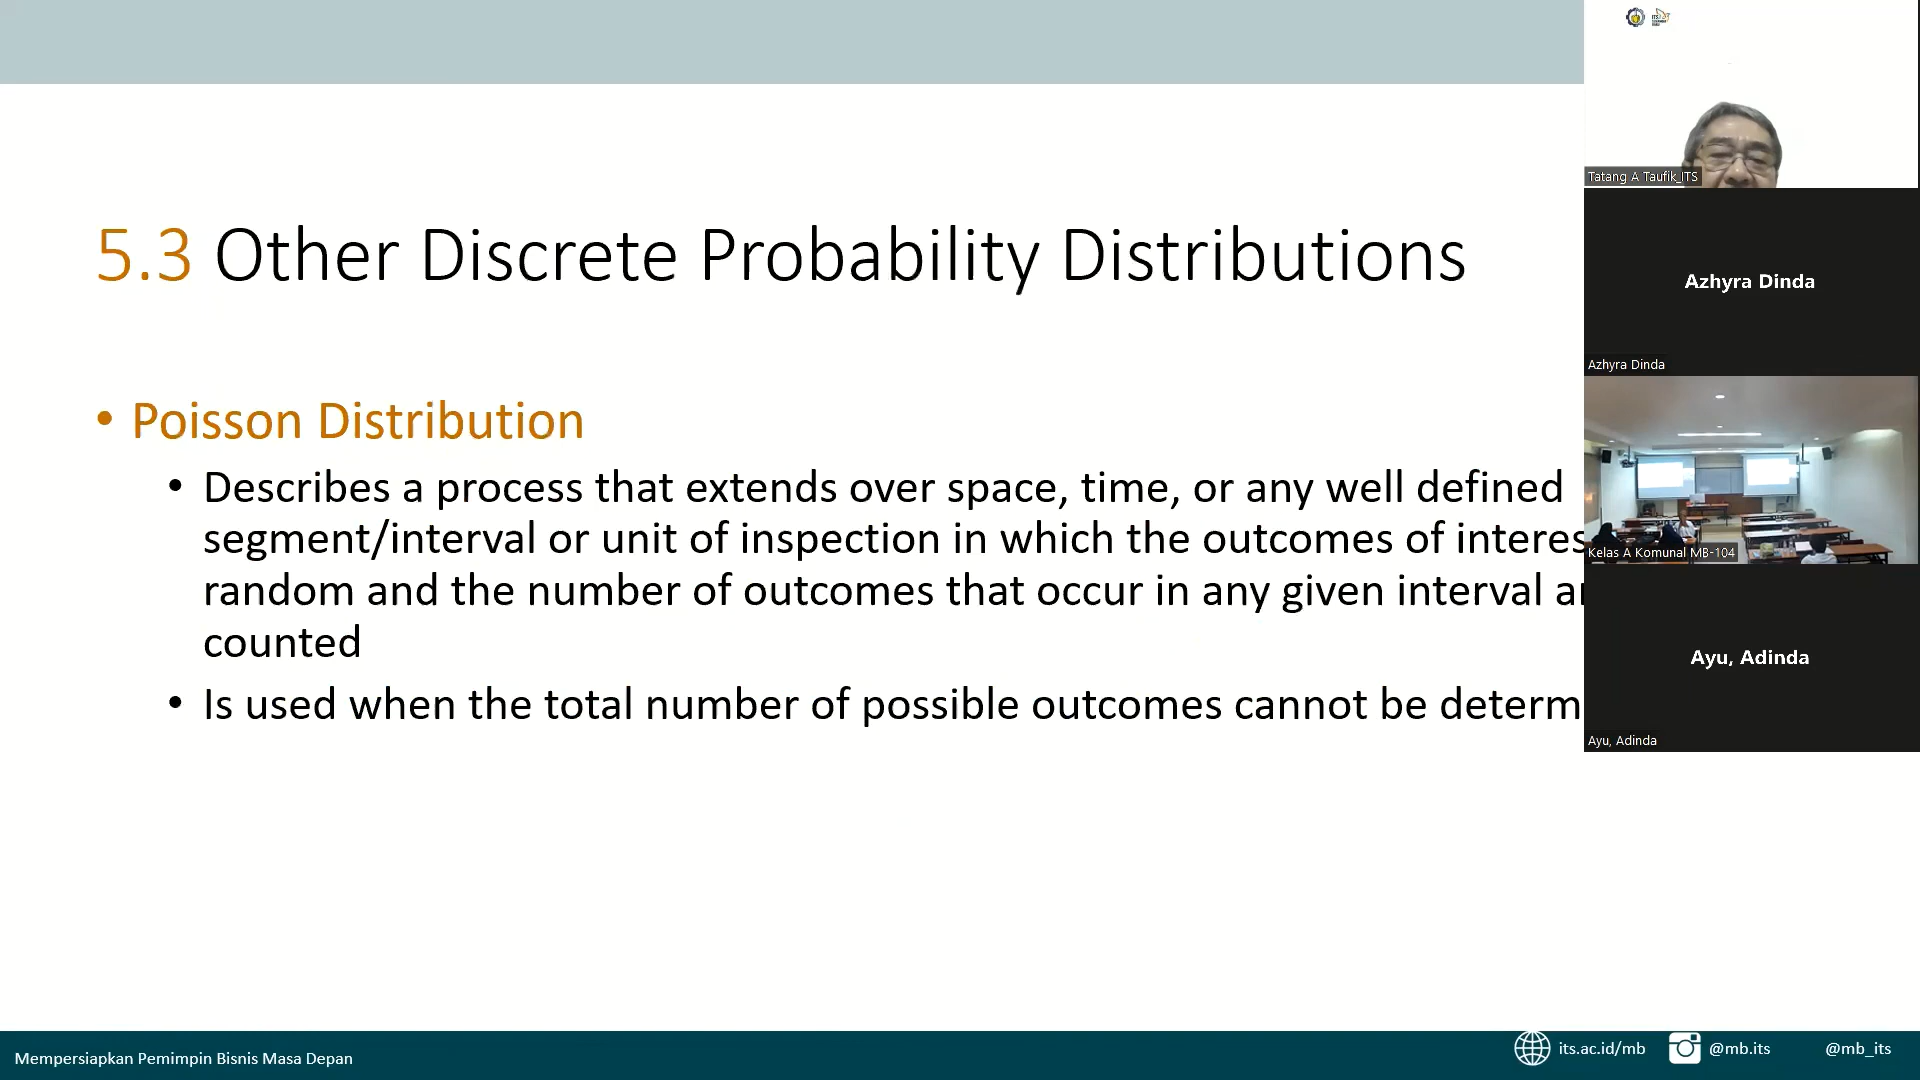 5.3 Other Discrete Probability Distributions
• Poisson Distribution
• Describes a process that extends over space, time, or any well defined
segment/interval or unit of inspection in which the outcomes of interes
random and the number of outcomes that occur in any given interval ar
counted
• Is used when the total number of possible outcomes cannot be determ
Tatang A Taufik_ITS
Azhyra Dinda
Azhyra Dinda
Kelas A Komunal MB-104
Ayu, Adinda
Ayu, Adinda
Mempersiapkan Pemimpin Bisnis Masa Depan
its.ac.id/mb
@mb.its
@mb_its